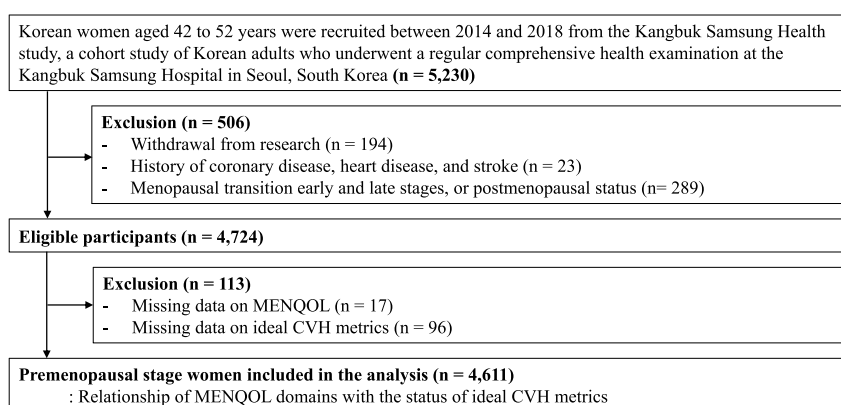 Korean women aged 42 to 52 years were recruited between 2014 and 2018 from the Kangbuk Samsung Health
study, a cohort study of Korean adults who underwent a regular comprehensive health examination at the
Kangbuk Samsung Hospital in Seoul, South Korea (n = 5,230)
Exclusion (n = 506)
- Withdrawal from research (n = 194)
- History of coronary disease, heart disease, and stroke (n = 23)
- Menopausal transition early and late stages, or postmenopausal status (n= 289)
Eligible participants (n = 4,724)
Exclusion (n = 113)
- Missing data on MENQOL (n = 17)
- Missing data on ideal CVH metrics (n = 96)
Premenopausal stage women included in the analysis (n = 4,611)
: Relationship of MENQOL domains with the status of ideal CVH metrics